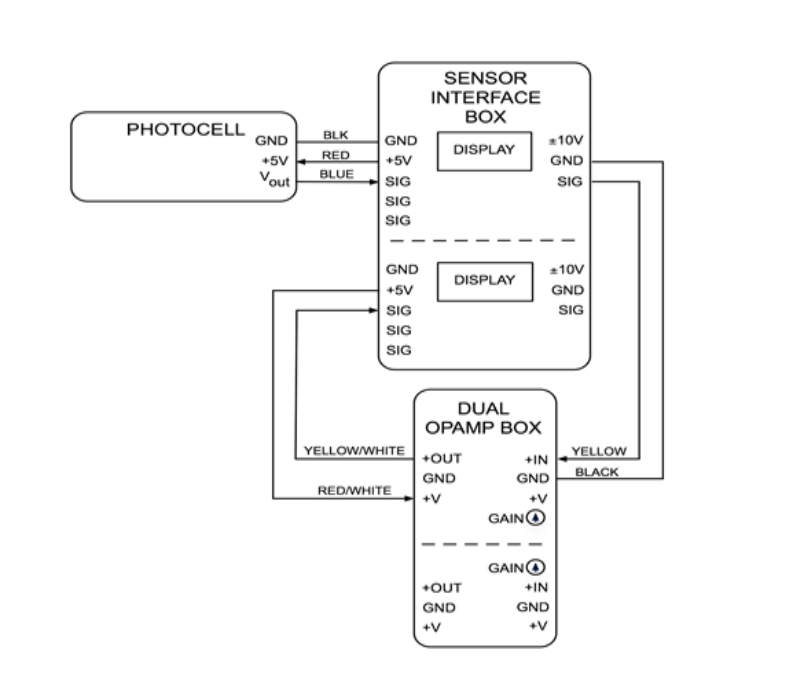 SENSOR
INTERFACE
BOX
PHOTOCELL
GND
+5V
Vout
BLK
RED
BLUE
GND
+5V
SIG
SIG
SIG
DISPLAY
±10V
GND
SIG
GND
+5V
SIG
SIG
SIG
DISPLAY
±10V
GND
SIG
DUAL
OPAMP BOX
YELLOW/WHITE
RED/WHITE
+OUT
GND
+V
+IN
GND
+V
GAIN
YELLOW
BLACK
GAIN
+OUT
GND
+V
+IN
GND
+V